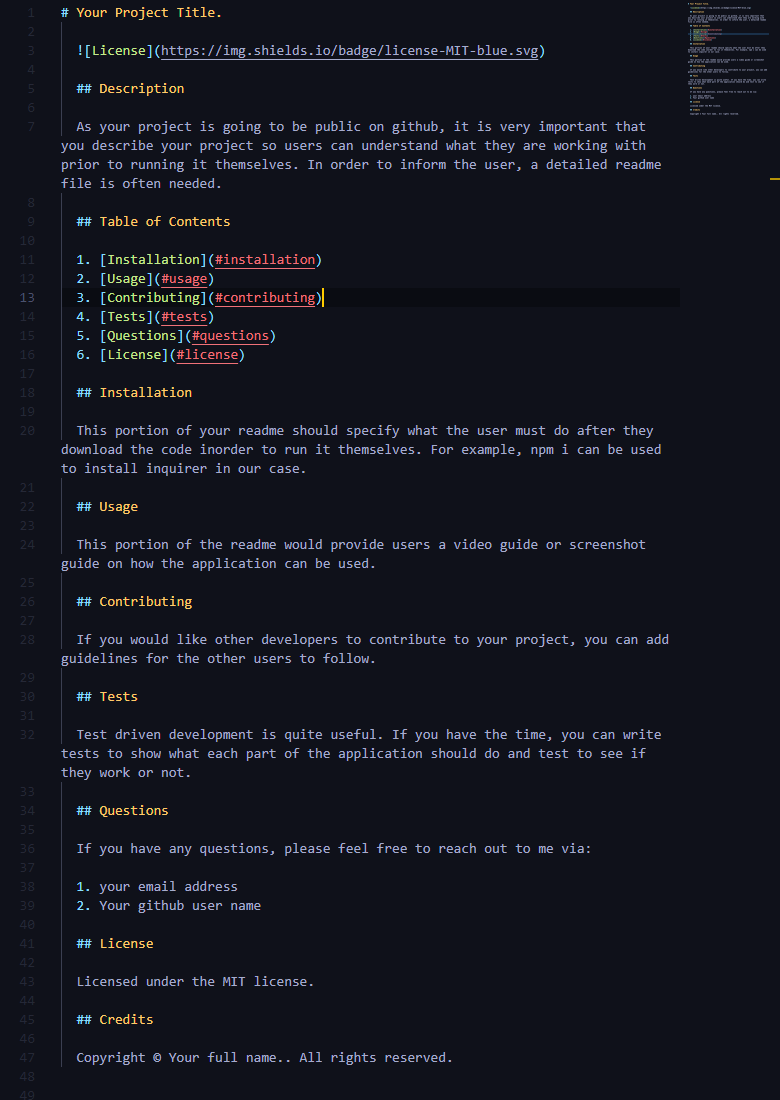 1 # Your Project Title.
2
3 ![License](https://img.shields.io/badge/license-MIT-blue.svg)
4
5 ## Description
6
7 As your project is going to be public on github, it is very important that
you describe your project so users can understand what they are working with
prior to running it themselves. In order to inform the user, a detailed readme
file is often needed.
8
9 ## Table of Contents
10
11 1. [Installation](#installation)
12 2. [Usage](#usage)
13 3. [Contributing](#contributing)
14 4. [Tests](#tests)
15 5. [Questions](#questions)
16 6. [License](#license)
17
18 ## Installation
19
20 This portion of your readme should specify what the user must do after they
download the code inorder to run it themselves. For example, npm i can be used
to install inquirer in our case.
21
22 ## Usage
23
24 This portion of the readme would provide users a video guide or screenshot
guide on how the application can be used.
25
26 ## Contributing
27
28 If you would like other developers to contribute to your project, you can add
guidelines for the other users to follow.
29
30 ## Tests
31
32 Test driven development is quite useful. If you have the time, you can write
tests to show what each part of the application should do and test to see if
they work or not.
33
34 ## Questions
35
36 If you have any questions, please feel free to reach out to me via:
37
38 1. your email address
39 2. Your github user name
40
41 ## License
42
43 Licensed under the MIT license.
44
45 ## Credits
46
47 Copyright © Your full name.. All rights reserved.
48
49